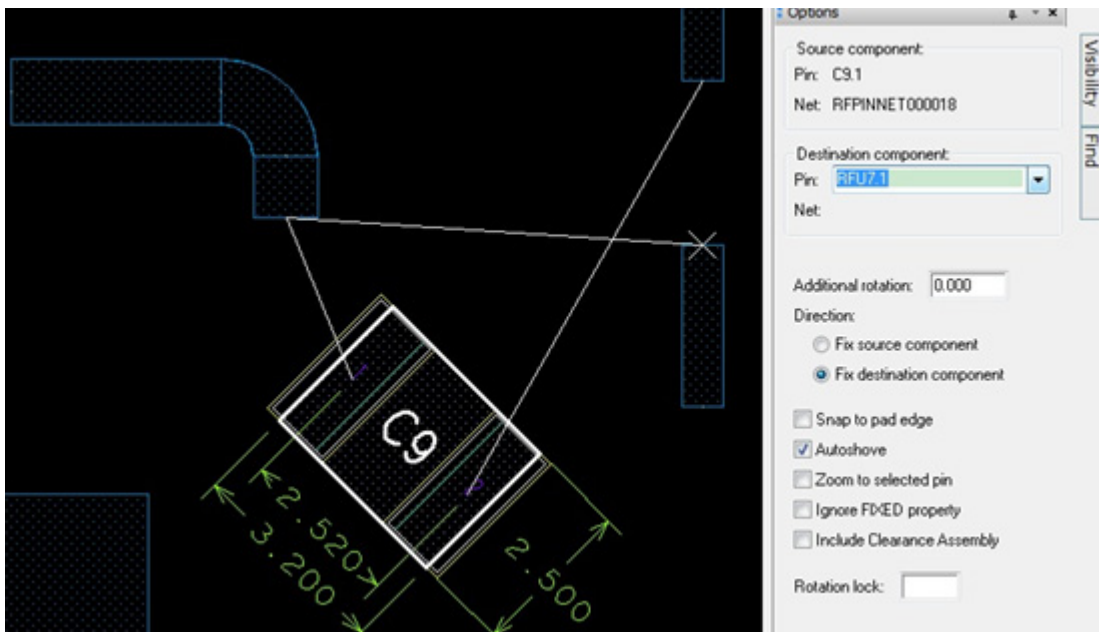 C9
1
2
2.520
3.200
2.500
Options
Source component:
Pin: C9.1
Net: RFPINNET000018
Destination component:
Pin: RFU7.1
Net:
Additional rotation: 0.000
Direction:
Fix source component
Fix destination component
Snap to pad edge
Autoshove
Zoom to selected pin
Ignore FIXED property
Include Clearance Assembly
Rotation lock:
Visibility
Find